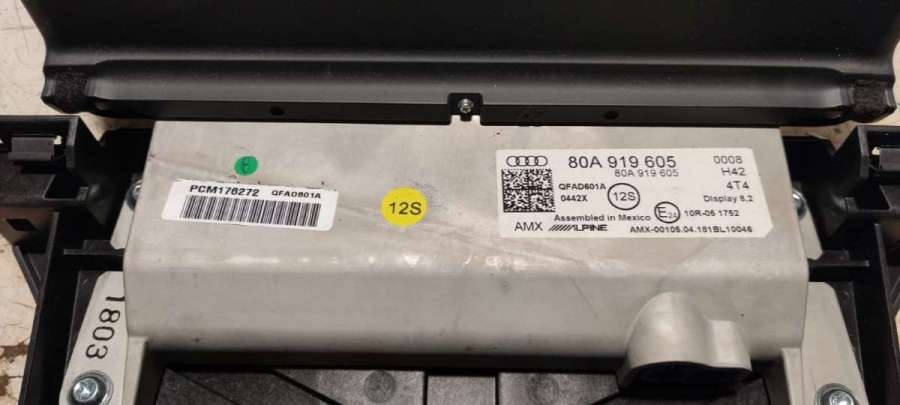 PCM176272 QFAD601A
12S
80A 919 605
80A 919 605
0008
H42
4T4
Display 8,2
QFAD601A
0442X
12S
Assembled in Mexico
E24
10R-05 1752
AMX ALPINE
AMX-00105.04.181BL10046
1803